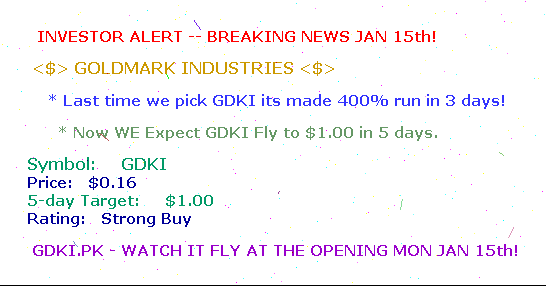 INVESTOR ALERT -- BREAKING NEWS JAN 15th!
<$> GOLDMARK INDUSTRIES <$>
* Last time we pick GDKI its made 400% run in 3 days!
* Now WE Expect GDKI Fly to $1.00 in 5 days.
Symbol: GDKI
Price: $0.16
5-day Target: $1.00
Rating: Strong Buy
GDKI.PK - WATCH IT FLY AT THE OPENING MON JAN 15th!